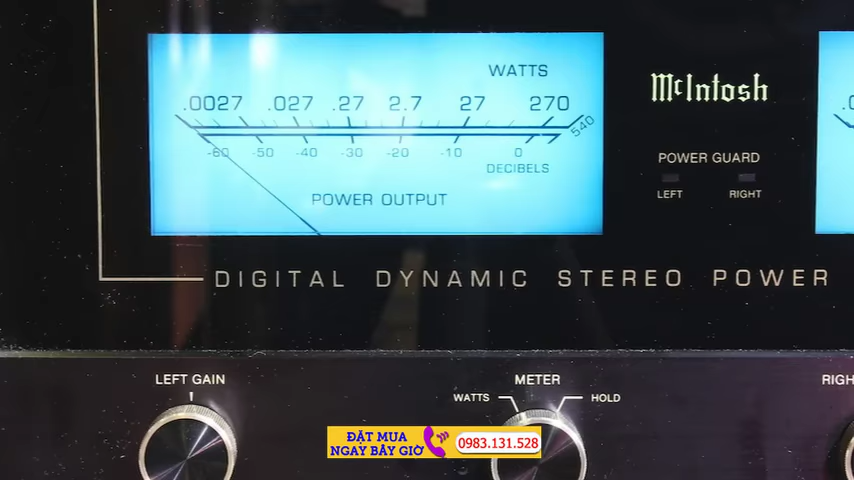 WATTS
.0027 .027 .27 2.7 27 270
540
-60 -50 -40 -30 -20 -10 0
DECIBELS
POWER OUTPUT
McIntosh
POWER GUARD
LEFT RIGHT
DIGITAL DYNAMIC STEREO POWER
LEFT GAIN
METER
WATTS HOLD
ĐẶT MUA
NGAY BÂY GIỜ
0983.131.528